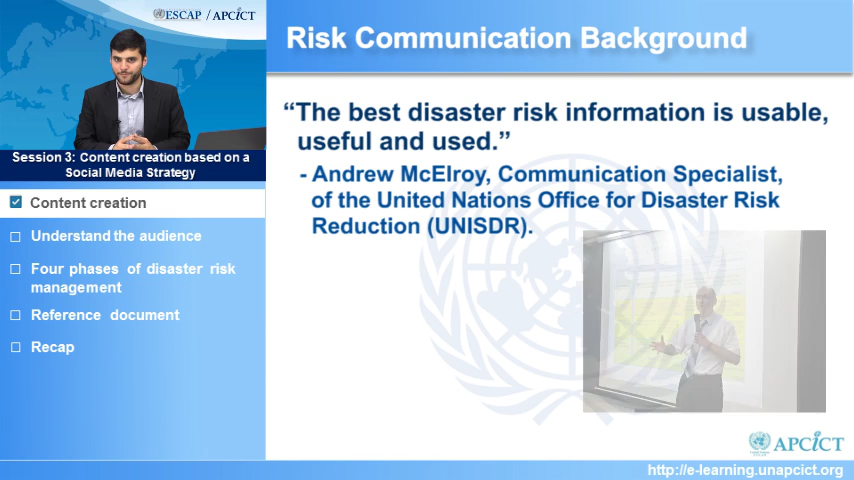 ESCAP / APCICT
Risk Communication Background
Session 3: Content creation based on a
Social Media Strategy
Content creation
Understand the audience
Four phases of disaster risk
management
Reference document
Recap
“The best disaster risk information is usable,
useful and used.”
- Andrew McElroy, Communication Specialist,
of the United Nations Office for Disaster Risk
Reduction (UNISDR).
APCICT
http://e-learning.unapcict.org